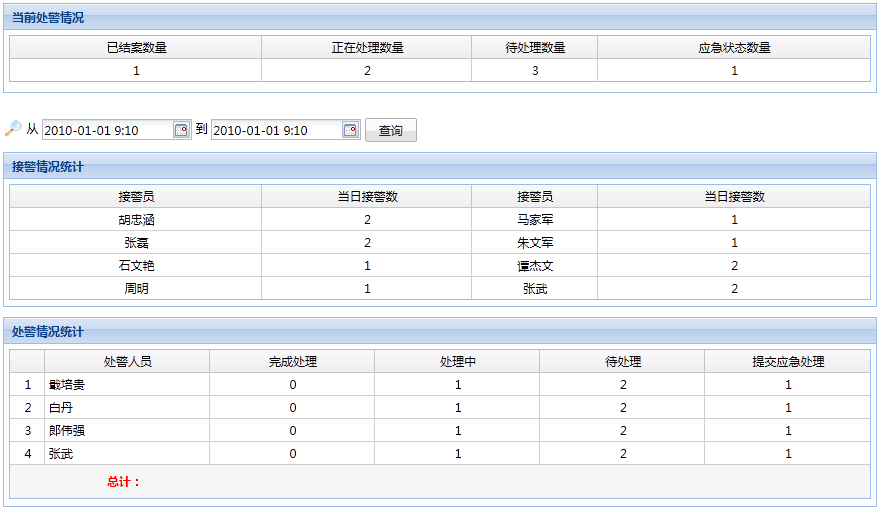 当前处警情况
已结案数量 正在处理数量 待处理数量 应急状态数量
1 2 3 1
从 2010-01-01 9:10 到 2010-01-01 9:10 查询
接警情况统计
接警员 当日接警数 接警员 当日接警数
胡忠涵 2 马家军 1
张磊 2 朱文军 1
石文艳 1 谭杰文 2
周明 1 张武 2
处警情况统计
处警人员 完成处理 处理中 待处理 提交应急处理
1 戢培贵 0 1 2 1
2 白丹 0 1 2 1
3 郎伟强 0 1 2 1
4 张武 0 1 2 1
总计：